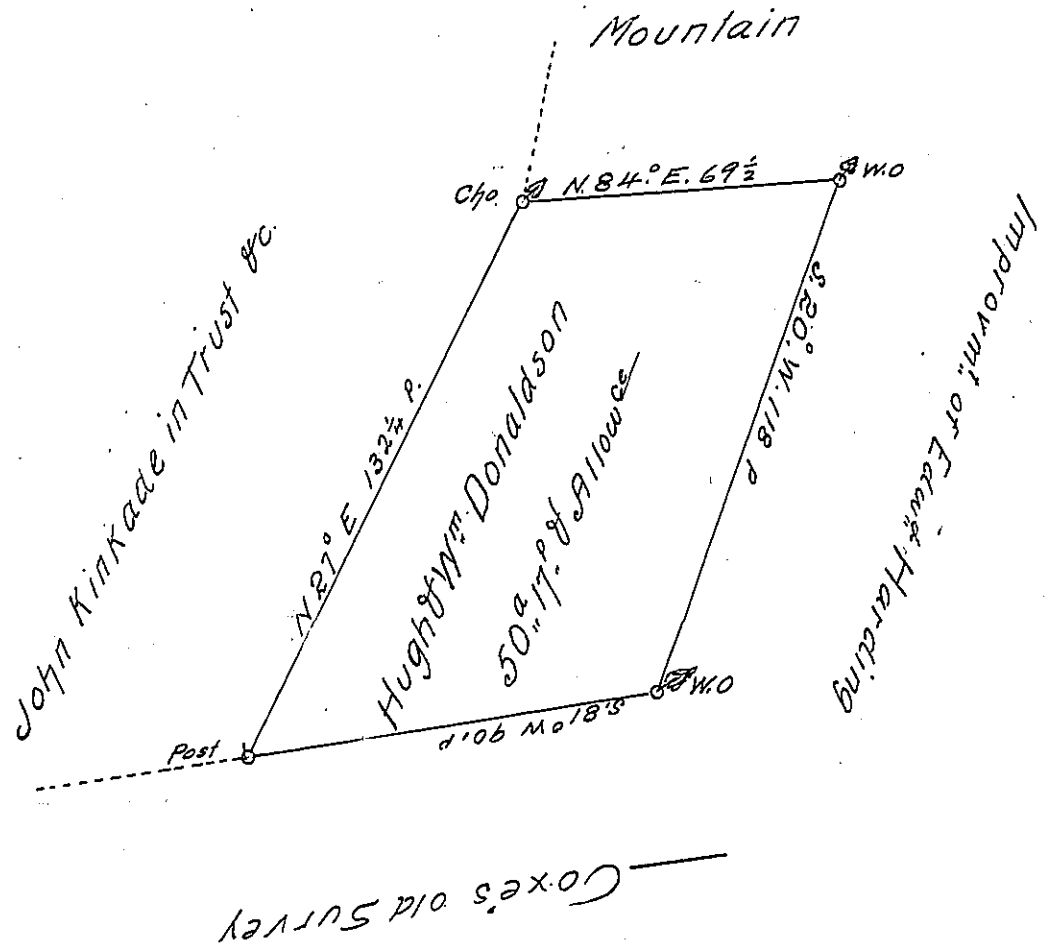 Mountain
Cho.
N.84.° E. 69½
W.O
John Kinkade in Trust &c.
N 27° E 132¼ P.
Hugh & Wm. Donaldson
50a.. 17p. & Allowce
S.20.° W. 118 P
Improvmt. of Edwd. Harding
Post
S.81.° W 90, P
W.O
Coxe's old Survey